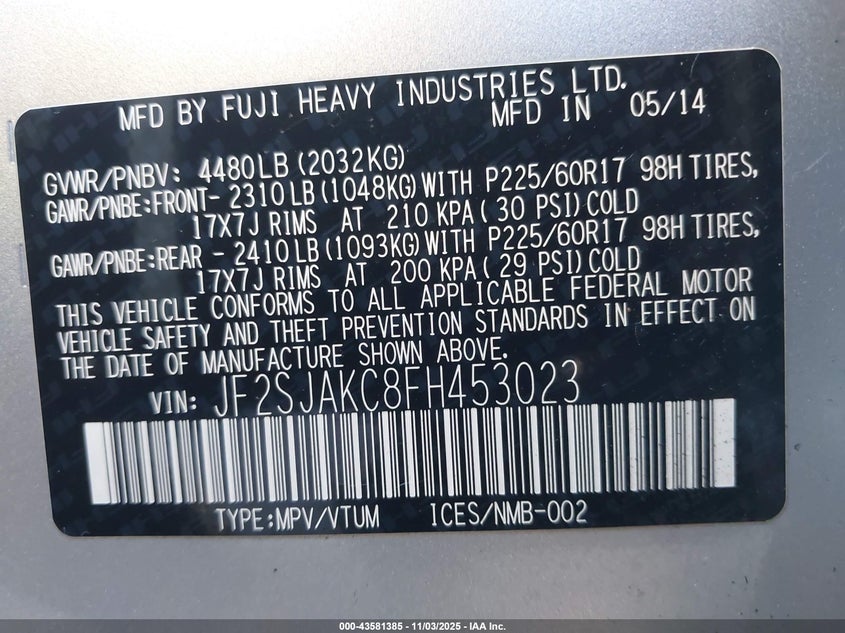 MFD BY FUJI HEAVY INDUSTRIES LTD.
MFD IN 05/14
GVWR/PNBV: 4480LB (2032KG)
GAWR/PNBE:FRONT- 2310LB (1048KG) WITH P225/60R17 98H TIRES,
17X7J RIMS AT 210 KPA ( 30 PSI) COLD
GAWR/PNBE:REAR - 2410LB (1093KG) WITH P225/60R17 98H TIRES,
17X7J RIMS AT 200 KPA ( 29 PSI) COLD
THIS VEHICLE CONFORMS TO ALL APPLICABLE FEDERAL MOTOR
VEHICLE SAFETY AND THEFT PREVENTION STANDARDS IN EFFECT ON
THE DATE OF MANUFACTURE SHOWN ABOVE.
VIN: JF2SJAKC8FH453023
TYPE:MPV/VTUM ICES/NMB-002
000-43581385 - 11/03/2025 - IAA Inc.